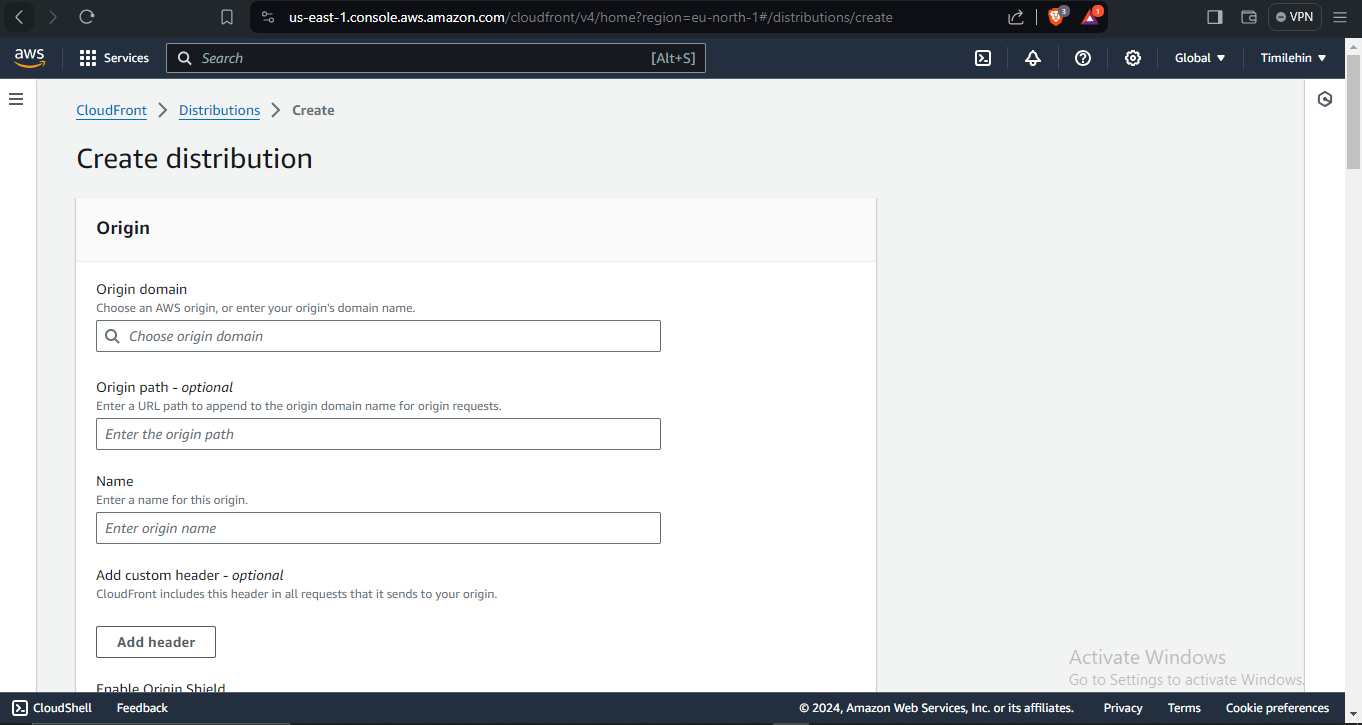 us-east-1.console.aws.amazon.com/cloudfront/v4/home?region=eu-north-1#/distributions/create
3
1
VPN
aws
Services
Search
[Alt+S]
Global
Timilehin
CloudFront
Distributions
Create
Create distribution
Origin
Origin domain
Choose an AWS origin, or enter your origin's domain name.
Choose origin domain
Origin path - optional
Enter a URL path to append to the origin domain name for origin requests.
Enter the origin path
Name
Enter a name for this origin.
Enter origin name
Add custom header - optional
CloudFront includes this header in all requests that it sends to your origin.
Add header
Enable Origin Shield
Activate Windows
Go to Settings to activate Windows.
CloudShell
Feedback
© 2024, Amazon Web Services, Inc. or its affiliates.
Privacy
Terms
Cookie preferences